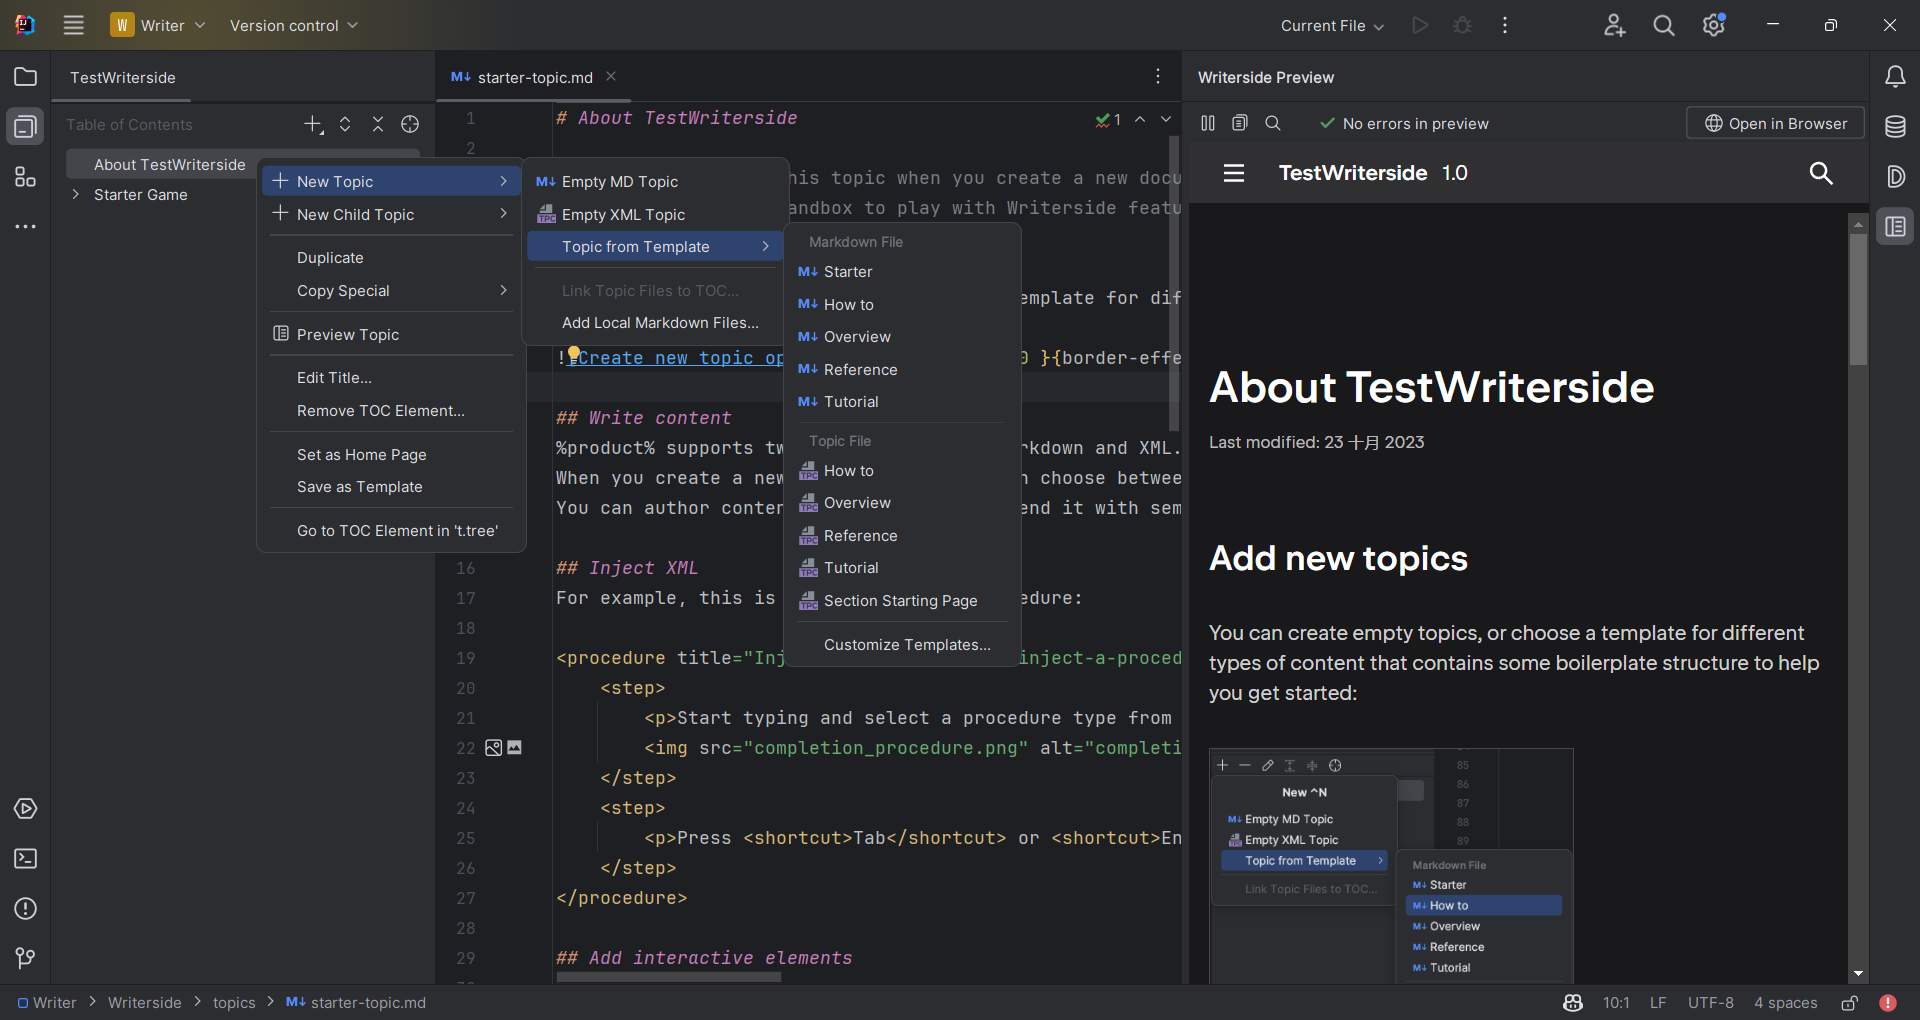 W Writer
Version control
Current File
TestWriterside
starter-topic.md
Writerside Preview
Table of Contents
About TestWriterside
Starter Game
New Topic
New Child Topic
Duplicate
Copy Special
Preview Topic
Edit Title...
Remove TOC Element...
Set as Home Page
Save as Template
Go to TOC Element in 't.tree'
M↓ Empty MD Topic
TPC Empty XML Topic
Topic from Template
Link Topic Files to TOC...
Add Local Markdown Files...
Markdown File
M↓ Starter
M↓ How to
M↓ Overview
M↓ Reference
M↓ Tutorial
Topic File
TPC How to
TPC Overview
TPC Reference
TPC Tutorial
TPC Section Starting Page
Customize Templates...
1 # About TestWriterside
1
2
his topic when you create a new docu
andbox to play with Writerside featu
emplate for dif
! Create new topic op 0 }{border-effe
## Write content
%product% supports tw rkdown and XML.
When you create a new n choose betwee
You can author conter end it with sem
16 ## Inject XML
17 For example, this is edure:
18
19 <procedure title="Inj inject-a-proced
20 <step>
21 <p>Start typing and select a procedure type from
22 <img src="completion_procedure.png" alt="completi
23 </step>
24 <step>
25 <p>Press <shortcut>Tab</shortcut> or <shortcut>En
26 </step>
27 </procedure>
28
29 ## Add interactive elements
No errors in preview
Open in Browser
TestWriterside 1.0
About TestWriterside
Last modified: 23 十月 2023
Add new topics
You can create empty topics, or choose a template for different
types of content that contains some boilerplate structure to help
you get started:
New ^N
M↓ Empty MD Topic
Empty XML Topic
Topic from Template
Link Topic Files to TOC...
85
86
87
88
89
Markdown File
M↓ Starter
M↓ How to
M↓ Overview
M↓ Reference
M↓ Tutorial
Writer > Writerside > topics > M↓ starter-topic.md
10:1 LF UTF-8 4 spaces